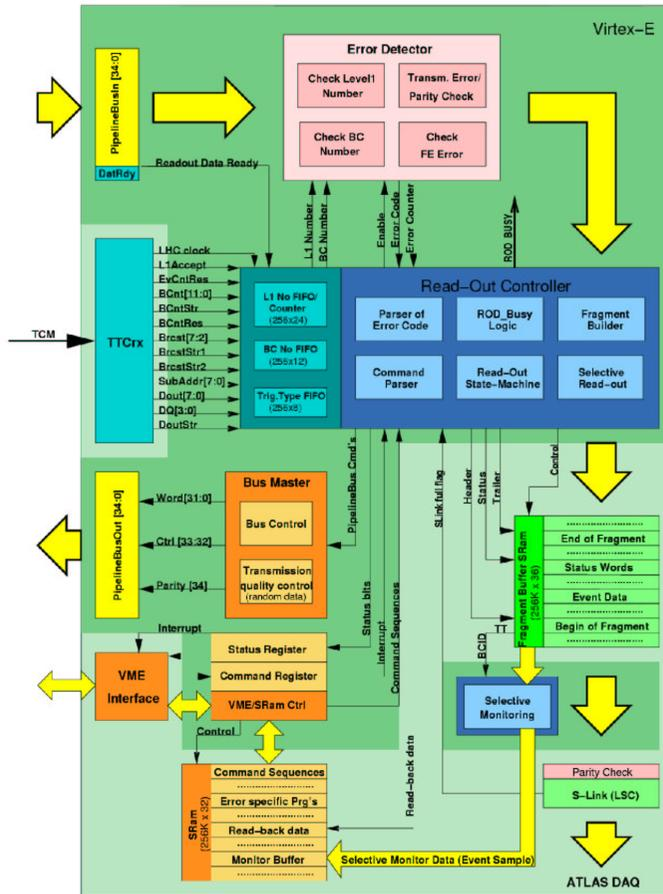 Virtex-E
PipelineBusIn [34:0]
DatRdy
Readout Data Ready
Error Detector
Check Level1
Number
Transm. Error/
Parity Check
Check BC
Number
Check
FE Error
L1 Number
BC Number
Enable
Error Code
Error Counter
ROD_BUSY
TCM
TTCrx
LHC clock
L1Accept
EvCntRes
BCnt[11:0]
BCntStr
BCntRes
Brcst[7:2]
BrcstStr1
BrcstStr2
SubAddr[7:0]
Dout[7:0]
DQ[3:0]
DoutStr
L1 No FIFO/
Counter
(256x24)
BC No FIFO
(256x12)
Trig.Type FIFO
(256x8)
Read-Out Controller
Parser of
Error Code
ROD_Busy
Logic
Fragment
Builder
Command
Parser
Read-Out
State-Machine
Selective
Read-out
PipelineBusOut [34:0]
Word[31:0]
Ctrl [33:32]
Parity [34]
Bus Master
Bus Control
Transmission
quality control
(random data)
PipelineBus Cmd's
Status bits
Interrupt
Command Sequences
SLink full flag
Header
Status
Trailer
Control
Fragment Buffer SRam
(256K x 36)
End of Fragment
Status Words
Event Data
Begin of Fragment
TT
BCID
Interrupt
VME
Interface
Status Register
Command Register
VME/SRam Ctrl
Control
Selective
Monitoring
SRam
(256K x 32)
Command Sequences
Error specific Prg's
Read-back data
Monitor Buffer
Read-back data
Selective Monitor Data (Event Sample)
Parity Check
S-Link (LSC)
ATLAS DAQ